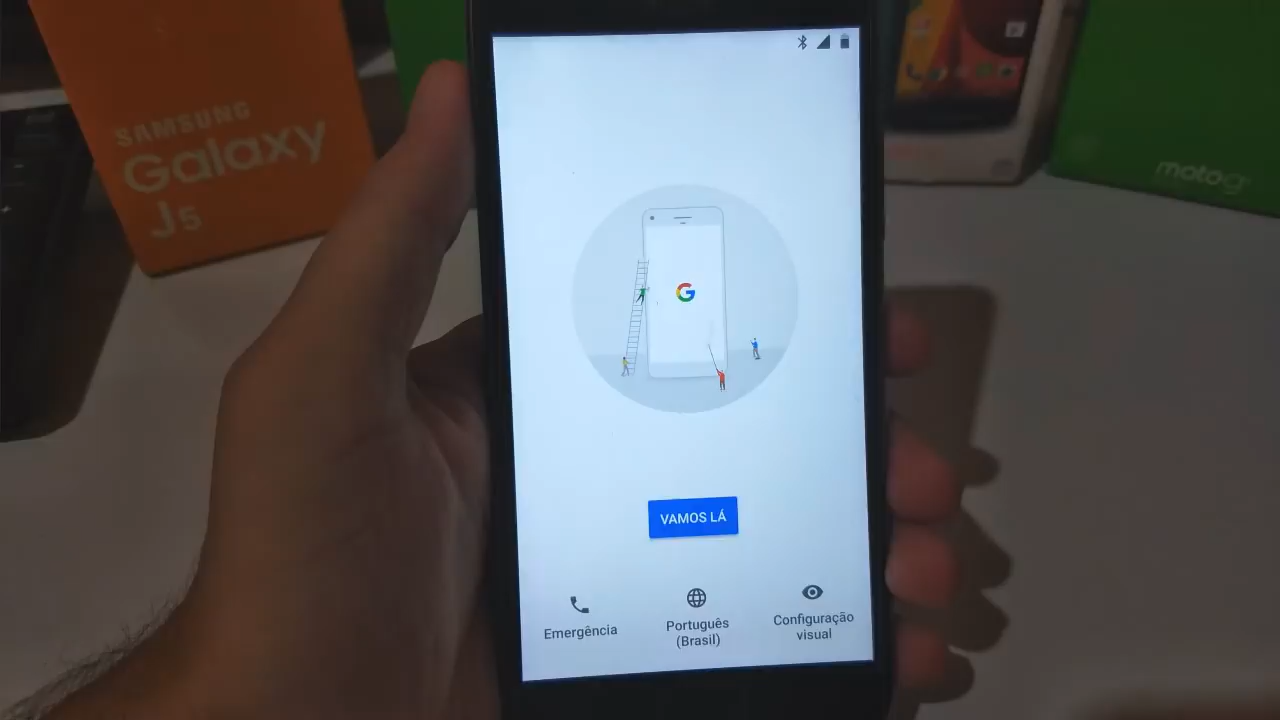 SAMSUNG
Galaxy
J5
moto g
G
VAMOS LÁ
Emergência
Português
(Brasil)
Configuração
visual